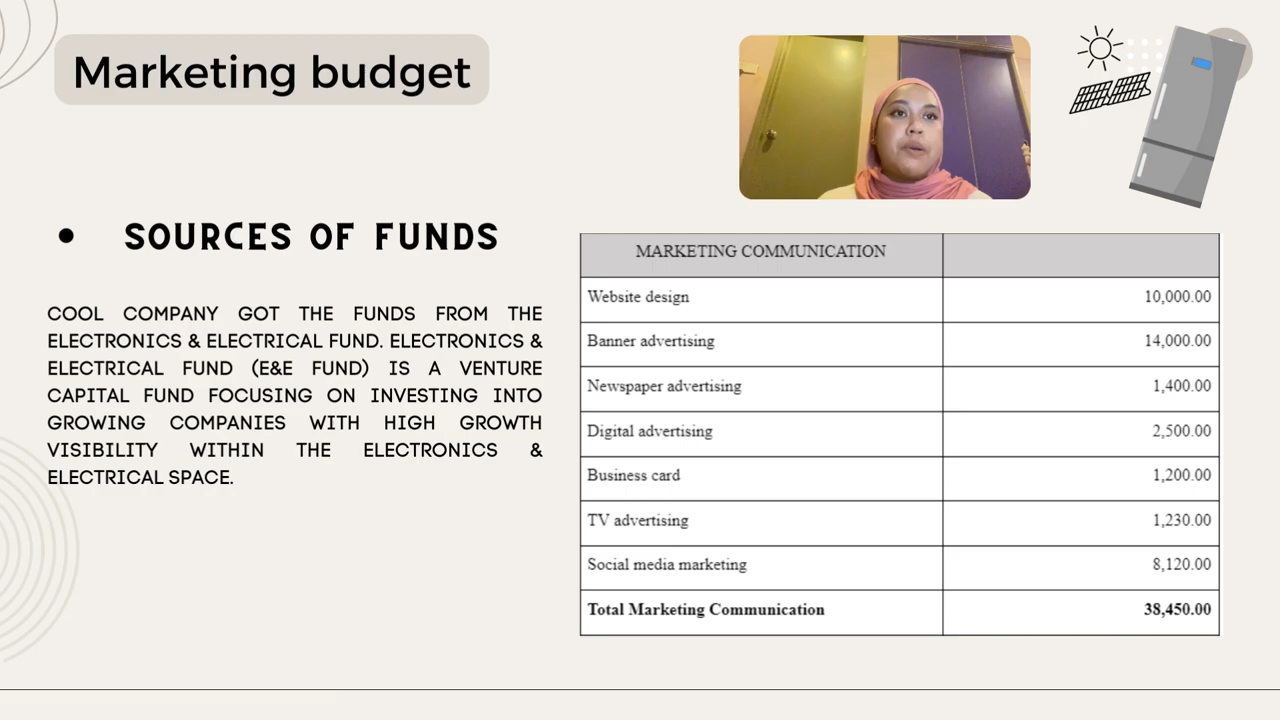 Marketing budget
• SOURCES OF FUNDS
COOL COMPANY GOT THE FUNDS FROM THE
ELECTRONICS & ELECTRICAL FUND. ELECTRONICS &
ELECTRICAL FUND (E&E FUND) IS A VENTURE
CAPITAL FUND FOCUSING ON INVESTING INTO
GROWING COMPANIES WITH HIGH GROWTH
VISIBILITY WITHIN THE ELECTRONICS &
ELECTRICAL SPACE.
MARKETING COMMUNICATION
Website design 10,000.00
Banner advertising 14,000.00
Newspaper advertising 1,400.00
Digital advertising 2,500.00
Business card 1,200.00
TV advertising 1,230.00
Social media marketing 8,120.00
Total Marketing Communication 38,450.00